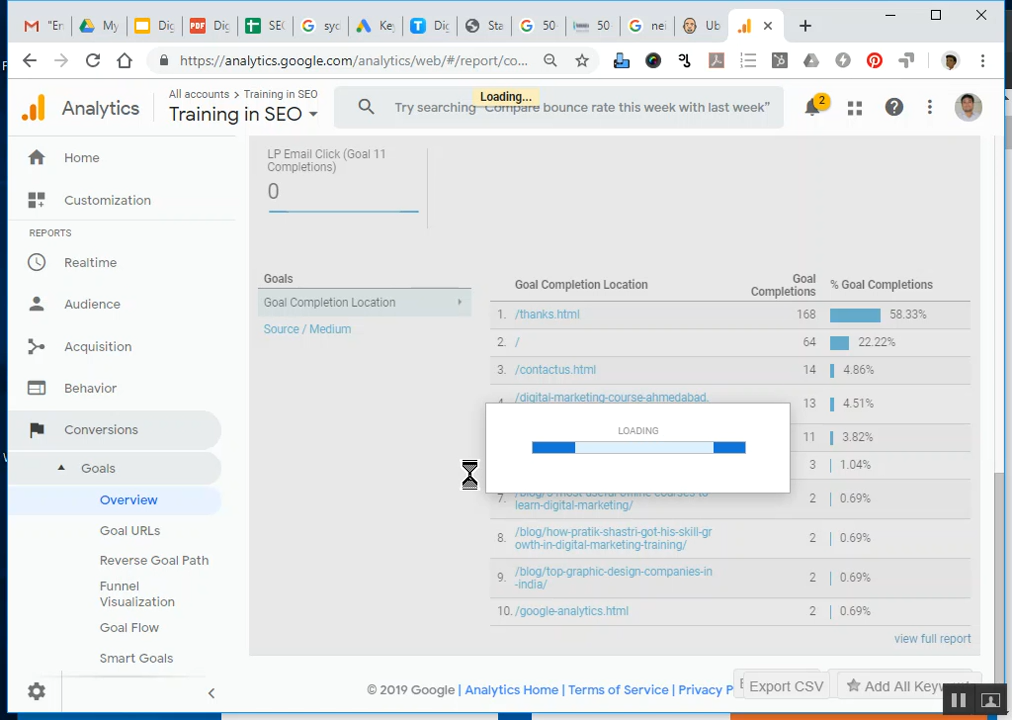 "En
My
Dig
Dig
SEC
syc
Key
Dig
Sta
50
50
nei
Ub
https://analytics.google.com/analytics/web/#/report/co...
Loading...
Analytics
All accounts > Training in SEO
Training in SEO
Try searching "Compare bounce rate this week with last week"
2
Home
Customization
REPORTS
Realtime
Audience
Acquisition
Behavior
Conversions
Goals
Overview
Goal URLs
Reverse Goal Path
Funnel
Visualization
Goal Flow
Smart Goals
LP Email Click (Goal 11
Completions)
0
Goals
Goal Completion Location
Source / Medium
Goal Completion Location
Goal
Completions
% Goal Completions
1. /thanks.html 168 58.33%
2. / 64 22.22%
3. /contactus.html 14 4.86%
/digital-marketing-course-ahmedabad. 13 4.51%
11 3.82%
LOADING
3 1.04%
7.
learn-digital-marketing/ 2 0.69%
8. /blog/how-pratik-shastri-got-his-skill-gr
owth-in-digital-marketing-training/ 2 0.69%
9. /blog/top-graphic-design-companies-in
-india/ 2 0.69%
10. /google-analytics.html 2 0.69%
view full report
© 2019 Google | Analytics Home | Terms of Service | Privacy P
Export CSV
Add All Keyw